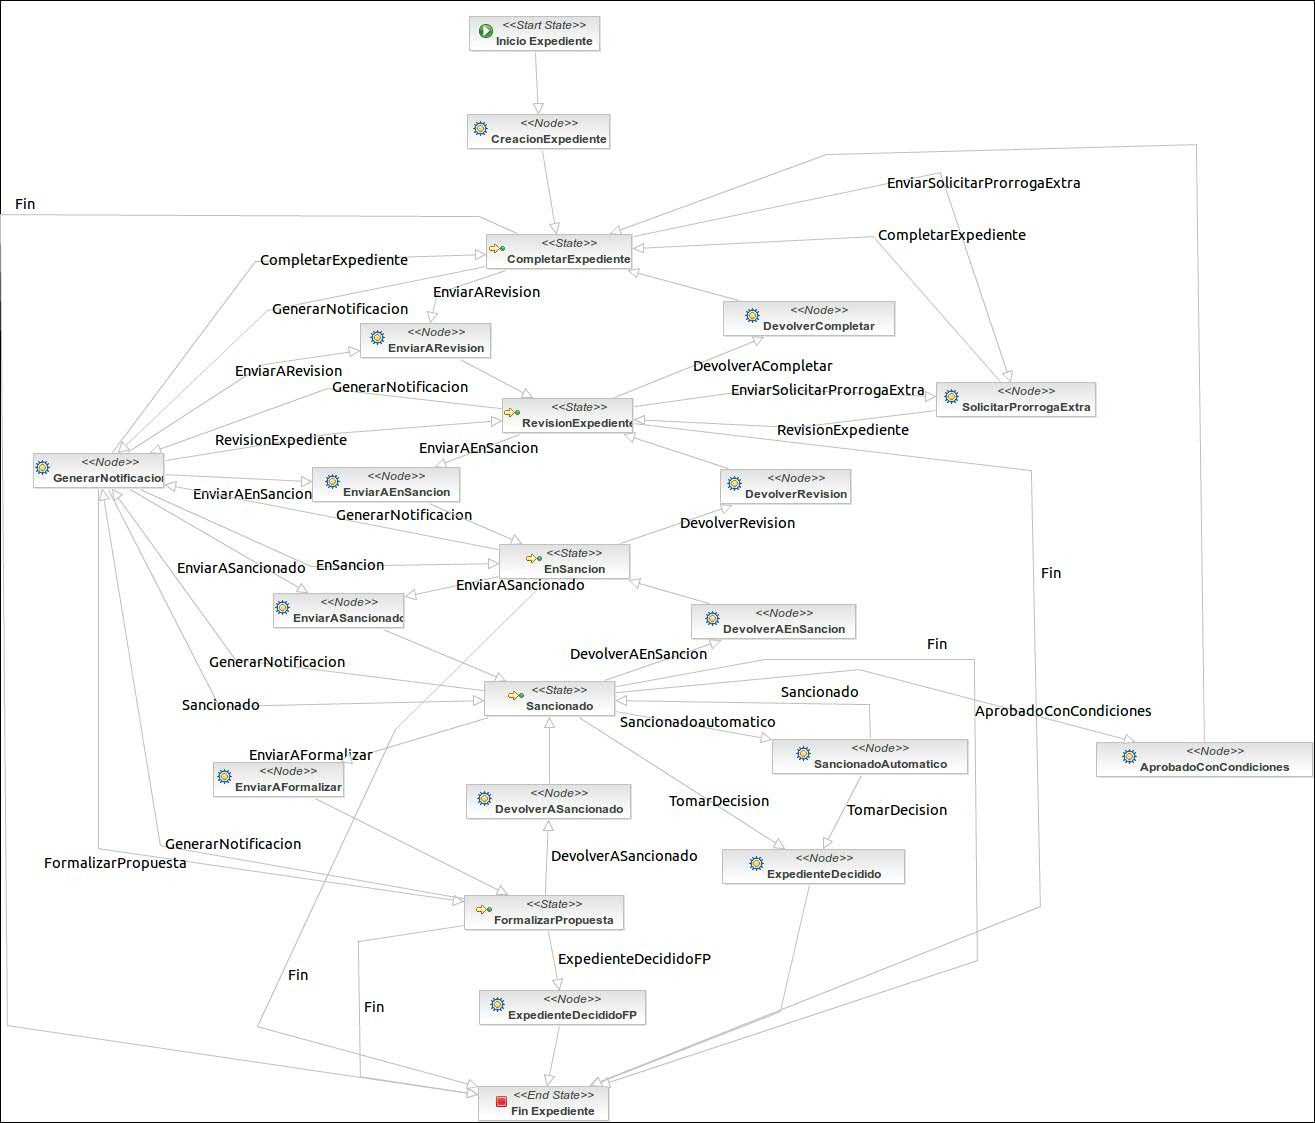 <<Start State>>
Inicio Expediente
<<Node>>
CreacionExpediente
EnviarSolicitarProrrogaExtra
Fin
CompletarExpediente
<<State>>
CompletarExpediente
CompletarExpediente
EnviarARevision
GenerarNotificacion
<<Node>>
DevolverCompletar
<<Node>>
EnviarARevision
DevolverACompletar
EnviarARevision
GenerarNotificacion
EnviarSolicitarProrrogaExtra
<<Node>>
SolicitarProrrogaExtra
<<State>>
RevisionExpediente
RevisionExpediente
RevisionExpediente
EnviarAEnSancion
<<Node>>
GenerarNotificacion
<<Node>>
EnviarAEnSancion
<<Node>>
DevolverRevision
EnviarAEnSancion
GenerarNotificacion
DevolverRevision
<<State>>
EnSancion
EnviarASancionado
EnSancion
Fin
EnviarASancionado
<<Node>>
EnviarASancionado
<<Node>>
DevolverAEnSancion
Fin
DevolverAEnSancion
GenerarNotificacion
<<State>>
Sancionado
Sancionado
Sancionado
AprobadoConCondiciones
Sancionadoautomatico
<<Node>>
SancionadoAutomatico
<<Node>>
AprobadoConCondiciones
EnviarAFormalizar
<<Node>>
EnviarAFormalizar
<<Node>>
DevolverASancionado
TomarDecision
TomarDecision
GenerarNotificacion
FormalizarPropuesta
DevolverASancionado
<<Node>>
ExpedienteDecidido
<<State>>
FormalizarPropuesta
ExpedienteDecididoFP
Fin
Fin
<<Node>>
ExpedienteDecididoFP
<<End State>>
Fin Expediente